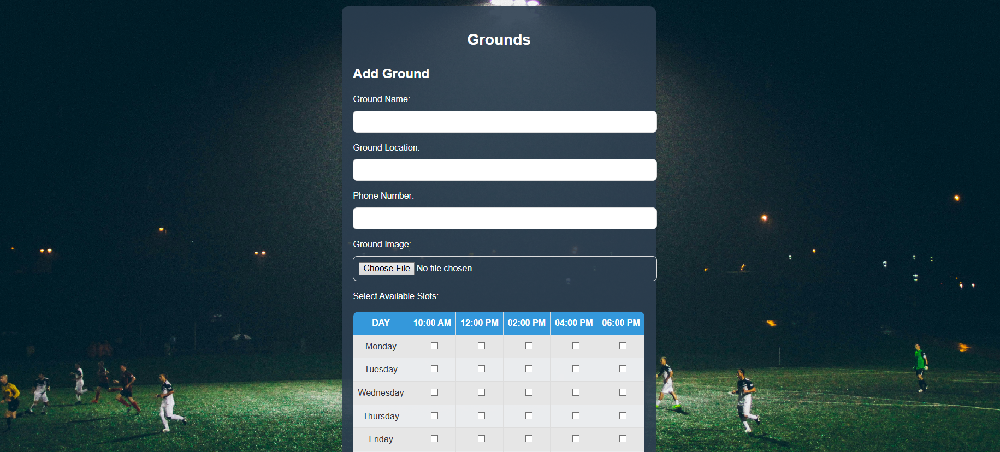 Grounds
Add Ground
Ground Name:
Ground Location:
Phone Number:
Ground Image:
Choose File No file chosen
Select Available Slots:
DAY 10:00 AM 12:00 PM 02:00 PM 04:00 PM 06:00 PM
Monday
Tuesday
Wednesday
Thursday
Friday